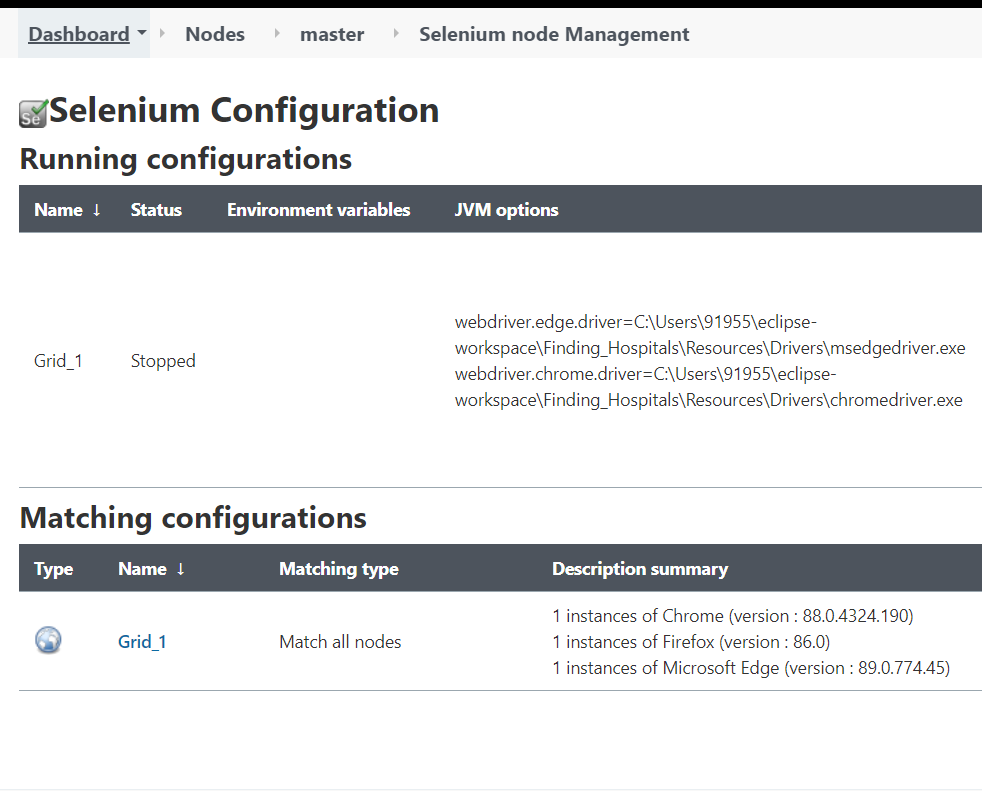 Dashboard Nodes master Selenium node Management
Se
Selenium Configuration
Running configurations
Name ↓ Status Environment variables JVM options
webdriver.edge.driver=C:\Users\91955\eclipse-
workspace\Finding_Hospitals\Resources\Drivers\msedgedriver.exe
Grid_1 Stopped
webdriver.chrome.driver=C:\Users\91955\eclipse-
workspace\Finding_Hospitals\Resources\Drivers\chromedriver.exe
Matching configurations
Type Name ↓ Matching type Description summary
1 instances of Chrome (version : 88.0.4324.190)
Grid_1 Match all nodes 1 instances of Firefox (version : 86.0)
1 instances of Microsoft Edge (version : 89.0.774.45)